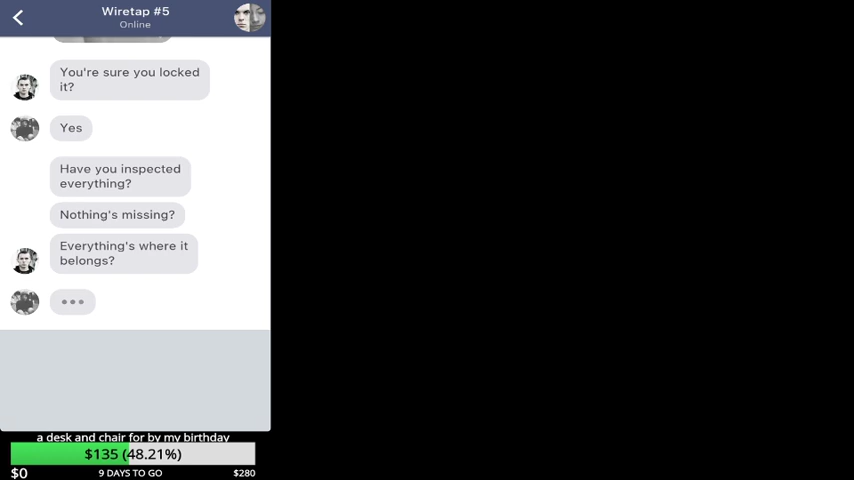 Wiretap #5
Online
You're sure you locked
it?
Yes
Have you inspected
everything?
Nothing's missing?
Everything's where it
belongs?
a desk and chair for by my birthday
$135 (48.21%)
$0
9 DAYS TO GO
$280